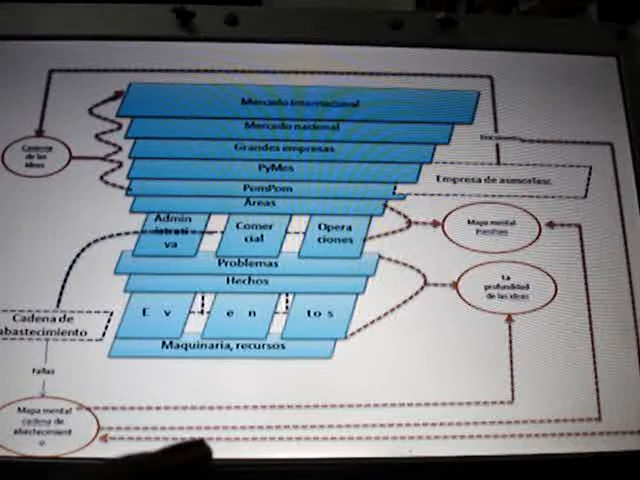 Mercado internacional
Mercado nacional
Grandes empresas
PyMes
PomPom
Áreas
Admin
istrati
va
Comer
cial
Opera
ciones
Problemas
Hechos
E v
e n
to s
Maquinaria, recursos
de las
ideas
Empresa de asesorías
Mapa mental
PomPom
La
profundidad
de las ideas
Cadena de
abastecimiento
Fallas
Mapa mental
cadena de
abastecimient
o